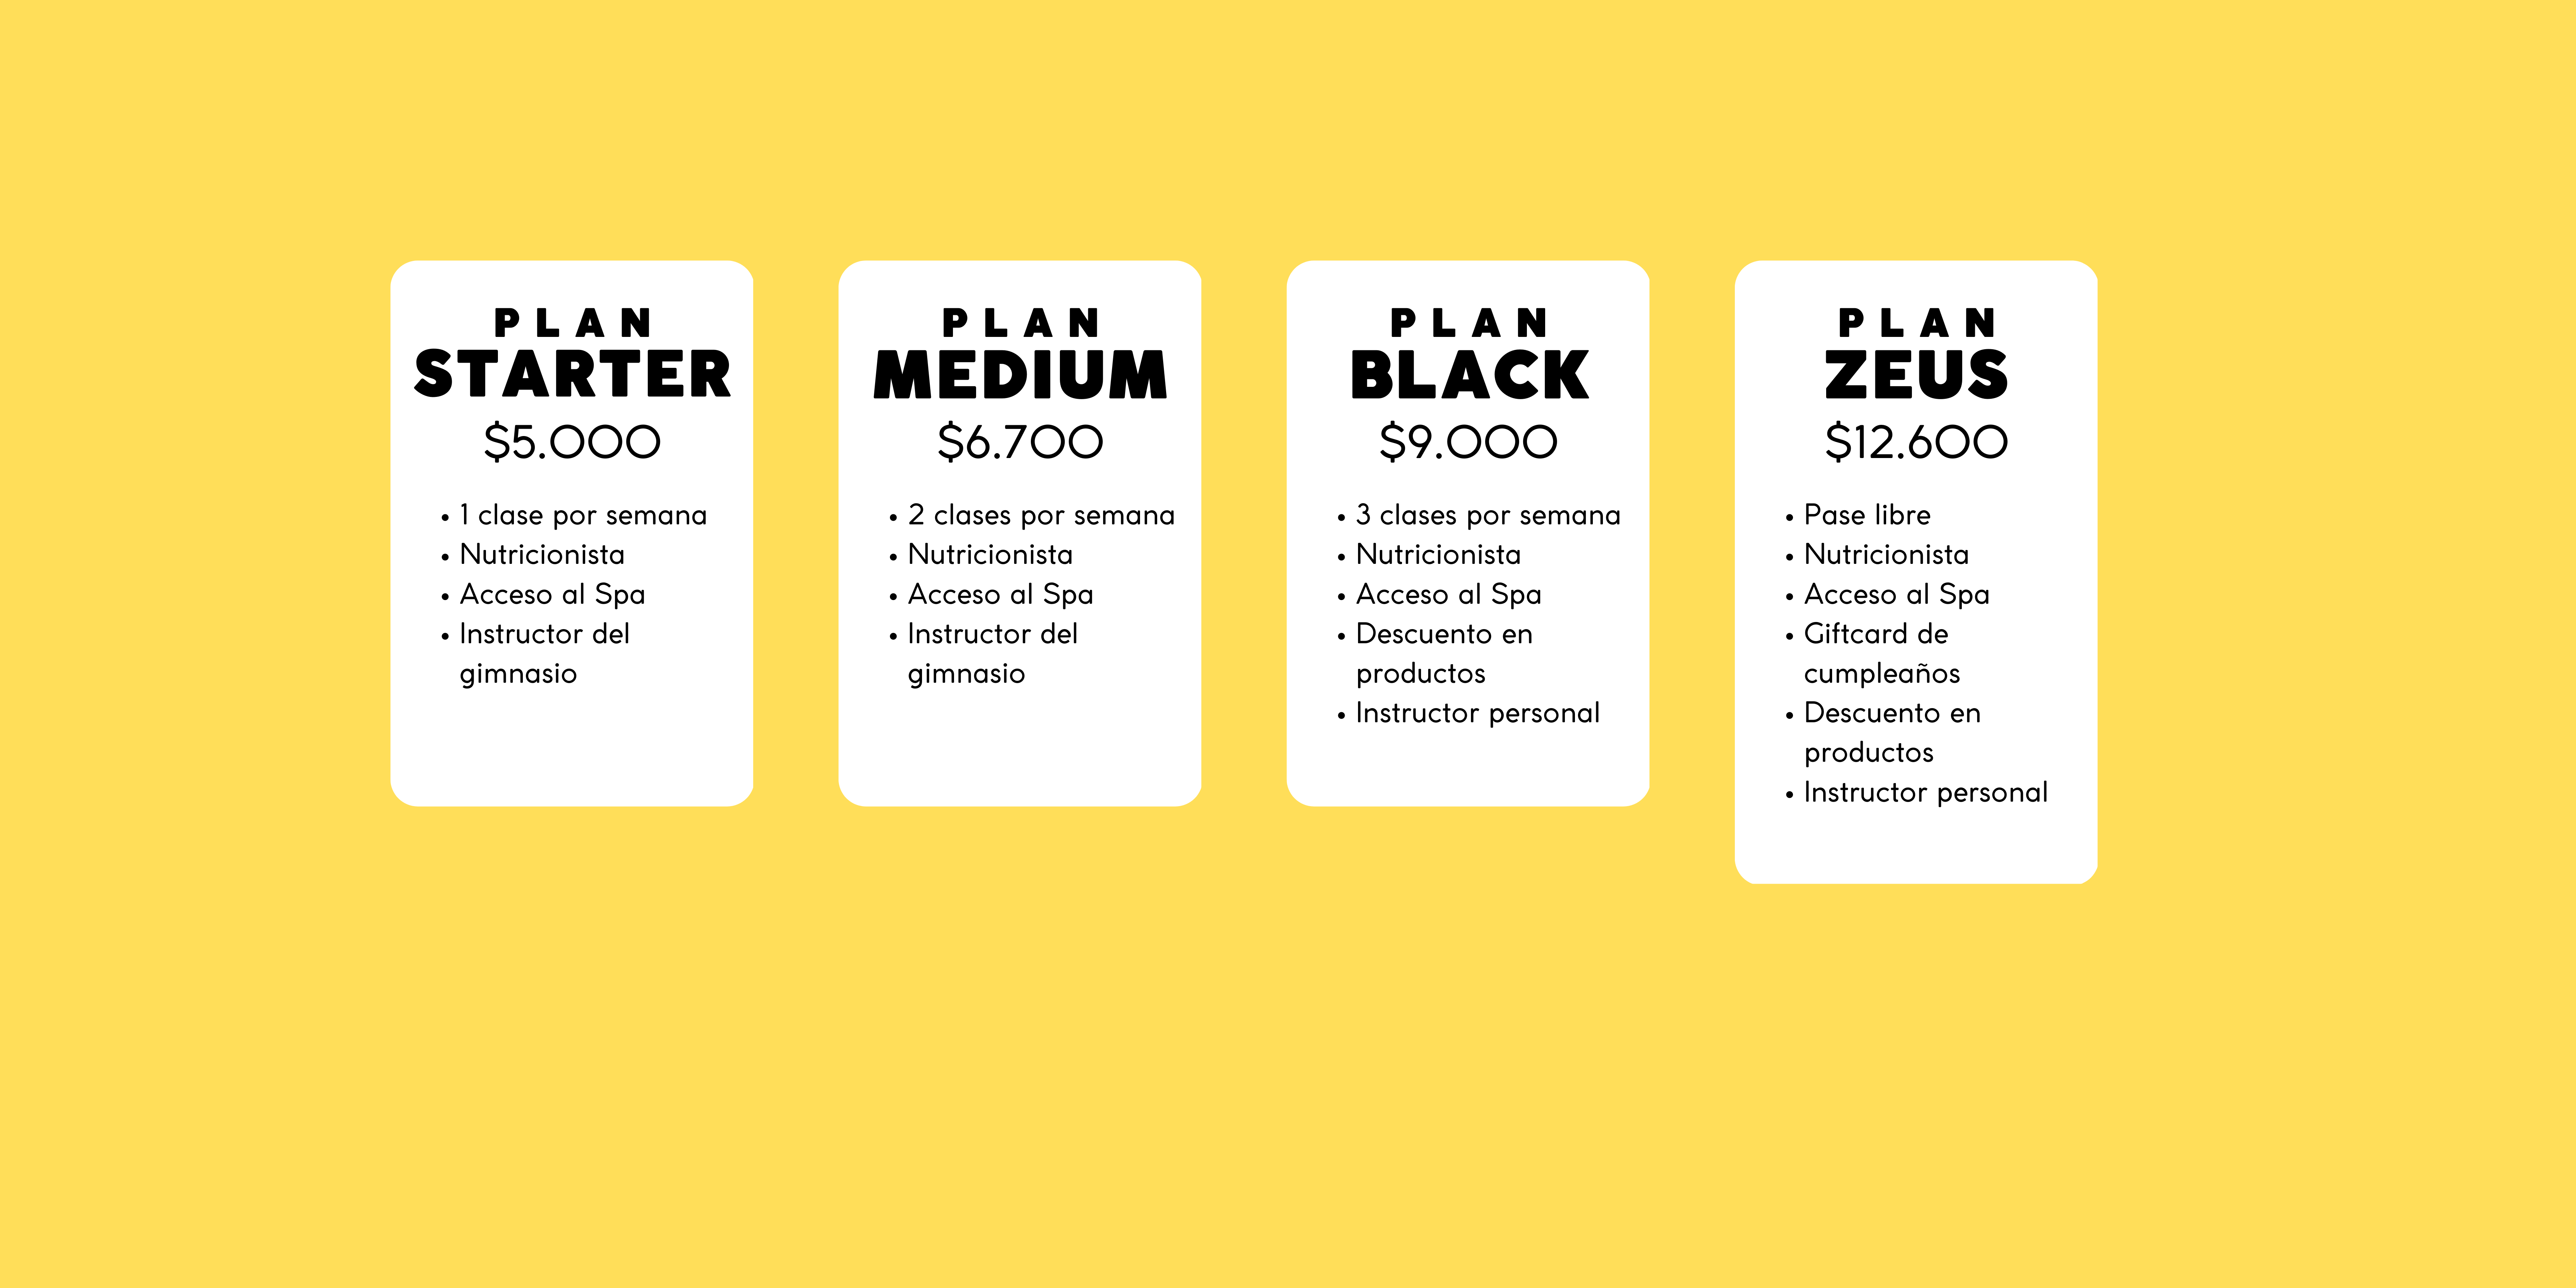 PLAN
STARTER
$5.000
• 1 clase por semana
• Nutricionista
• Acceso al Spa
• Instructor del
gimnasio
PLAN
MEDIUM
$6.700
• 2 clases por semana
• Nutricionista
• Acceso al Spa
• Instructor del
gimnasio
PLAN
BLACK
$9.000
• 3 clases por semana
• Nutricionista
• Acceso al Spa
• Descuento en
productos
• Instructor personal
PLAN
ZEUS
$12.600
• Pase libre
• Nutricionista
• Acceso al Spa
• Giftcard de
cumpleaños
• Descuento en
productos
• Instructor personal